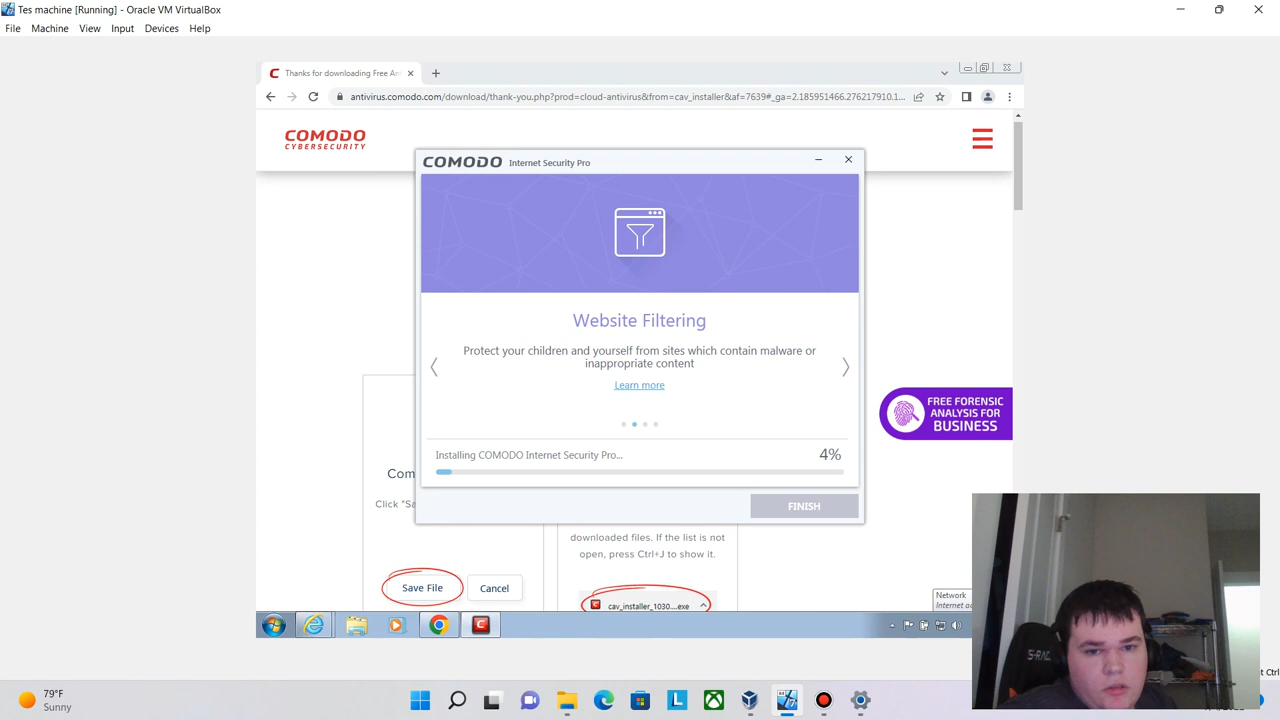 Tes machine [Running] - Oracle VM VirtualBox
File Machine View Input Devices Help
Thanks for downloading Free An
antivirus.comodo.com/download/thank-you.php?prod=cloud-antivirus&from=cav_installer&af=7639#_ga=2.185951466.276217910.1...
COMODO
CYBERSECURITY
COMODO Internet Security Pro
Website Filtering
Protect your children and yourself from sites which contain malware or
inappropriate content
Learn more
Installing COMODO Internet Security Pro... 4%
FINISH
FREE FORENSIC
ANALYSIS FOR
BUSINESS
Com
Click "Sa
downloaded files. If the list is not
open, press Ctrl+J to show it.
Save File
Cancel
cav_installer_1030....exe
Network
Internet ac
S-RAC
Ctrl
79°F
Sunny